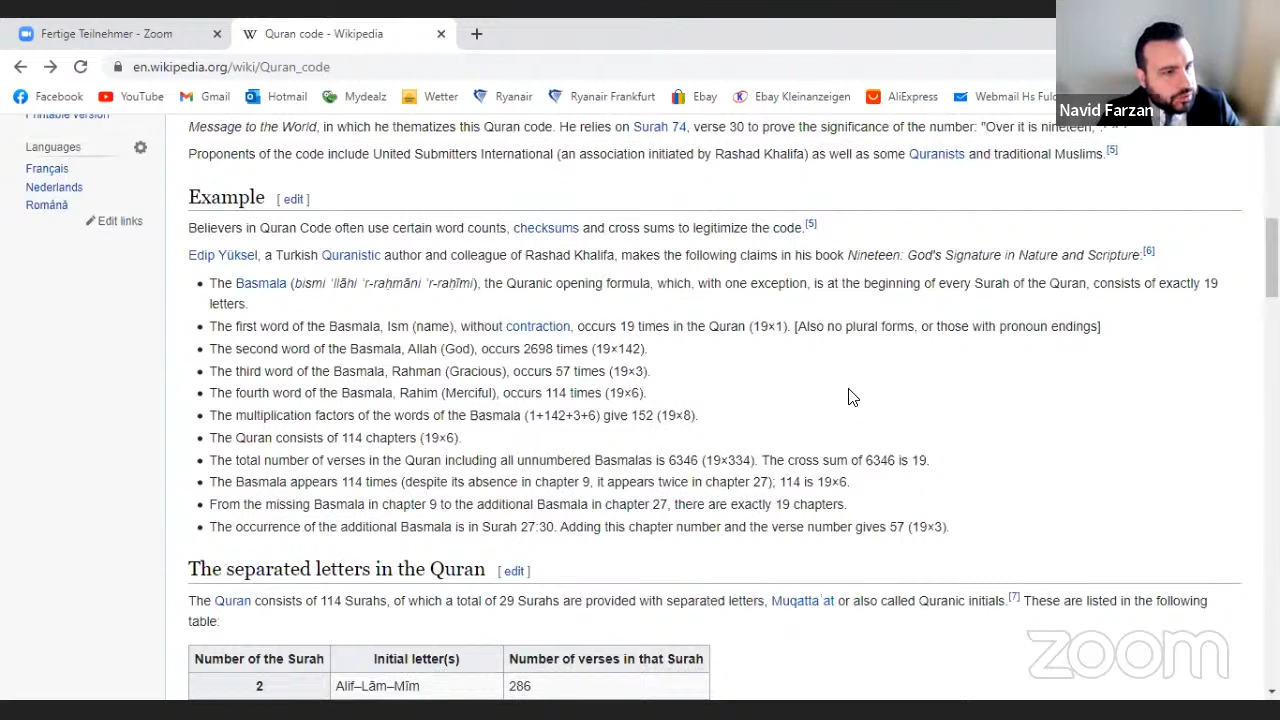 Fertige Teilnehmer - Zoom
Quran code - Wikipedia
en.wikipedia.org/wiki/Quran_code
Facebook YouTube Gmail Hotmail Mydealz Wetter Ryanair Ryanair Frankfurt Ebay Ebay Kleinanzeigen AliExpress Webmail Hs Fuld
Navid Farzan
Printable version
Languages
Français
Nederlands
Română
Edit links
Message to the World, in which he thematizes this Quran code. He relies on Surah 74, verse 30 to prove the significance of the number: "Over it is nineteen,
Proponents of the code include United Submitters International (an association initiated by Rashad Khalifa) as well as some Quranists and traditional Muslims.[5]
Example [ edit ]
Believers in Quran Code often use certain word counts, checksums and cross sums to legitimize the code.[5]
Edip Yüksel, a Turkish Quranistic author and colleague of Rashad Khalifa, makes the following claims in his book Nineteen: God's Signature in Nature and Scripture:[6]
• The Basmala (bismi ʾllāhi ʾr-raḥmāni ʾr-raḥīmi), the Quranic opening formula, which, with one exception, is at the beginning of every Surah of the Quran, consists of exactly 19
letters.
• The first word of the Basmala, Ism (name), without contraction, occurs 19 times in the Quran (19×1). [Also no plural forms, or those with pronoun endings]
• The second word of the Basmala, Allah (God), occurs 2698 times (19×142).
• The third word of the Basmala, Rahman (Gracious), occurs 57 times (19×3).
• The fourth word of the Basmala, Rahim (Merciful), occurs 114 times (19×6).
• The multiplication factors of the words of the Basmala (1+142+3+6) give 152 (19×8).
• The Quran consists of 114 chapters (19×6).
• The total number of verses in the Quran including all unnumbered Basmalas is 6346 (19×334). The cross sum of 6346 is 19.
• The Basmala appears 114 times (despite its absence in chapter 9, it appears twice in chapter 27); 114 is 19×6.
• From the missing Basmala in chapter 9 to the additional Basmala in chapter 27, there are exactly 19 chapters.
• The occurrence of the additional Basmala is in Surah 27:30. Adding this chapter number and the verse number gives 57 (19×3).
The separated letters in the Quran [ edit ]
The Quran consists of 114 Surahs, of which a total of 29 Surahs are provided with separated letters, Muqattaʿat or also called Quranic initials.[7] These are listed in the following
table:
Number of the Surah Initial letter(s) Number of verses in that Surah
2 Alif–Lām–Mīm 286
zoom